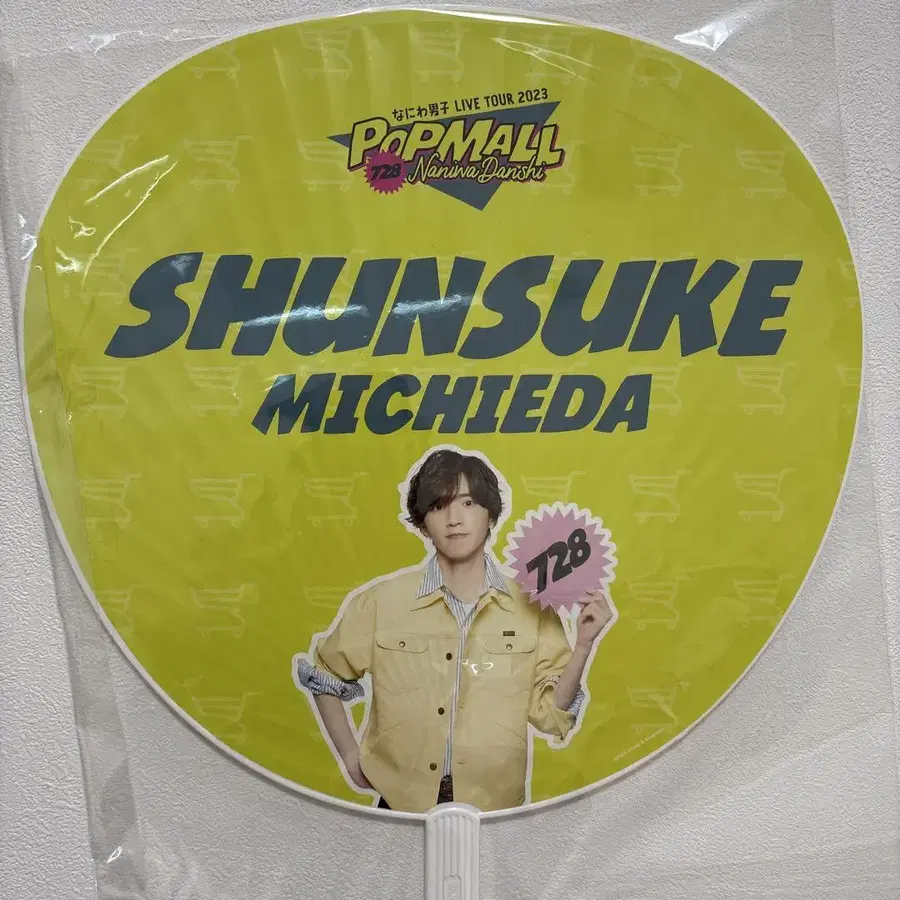 なにわ男子 LIVE TOUR 2023
POPMALL
728 Naniwa Danshi
SHUNSUKE
MICHIEDA
728